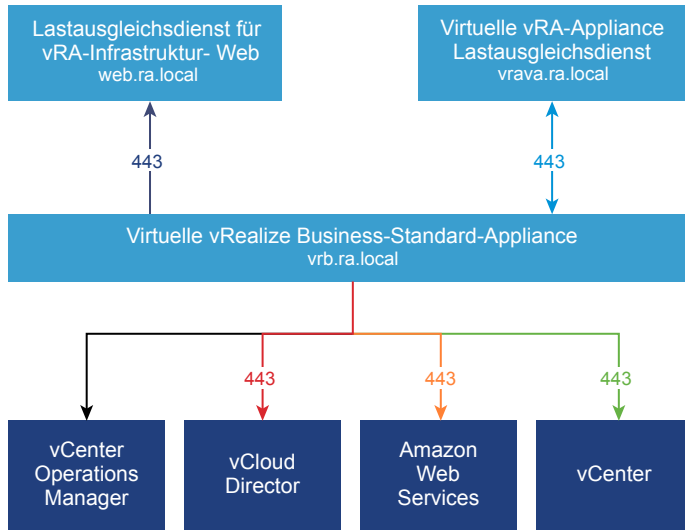 Lastausgleichsdienst für
vRA-Infrastruktur- Web
web.ra.local
Virtuelle vRA-Appliance
Lastausgleichsdienst
vrava.ra.local
443
443
Virtuelle vRealize Business-Standard-Appliance
vrb.ra.local
443
443
443
vCenter
Operations
Manager
vCloud
Director
Amazon
Web
Services
vCenter